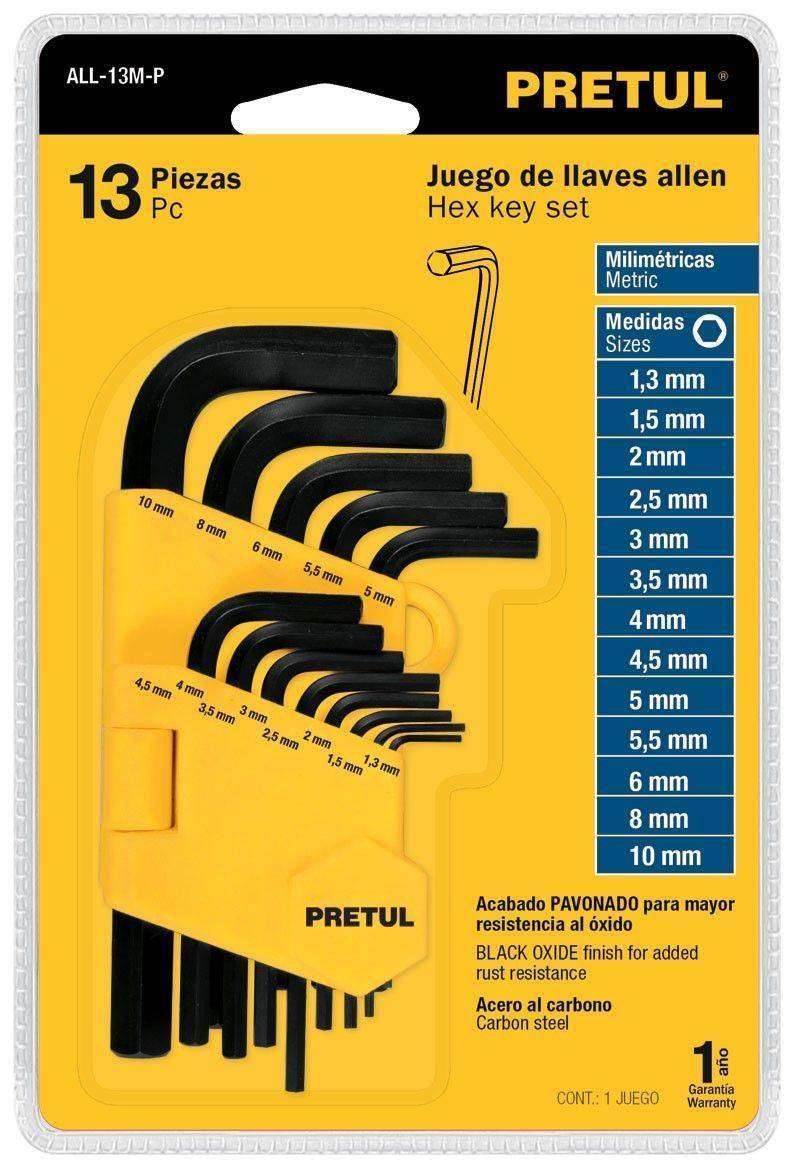 ALL-13M-P
PRETUL®
13 Piezas
Pc
Juego de llaves allen
Hex key set
Milimétricas
Metric
Medidas
Sizes
1,3 mm
1,5 mm
2 mm
2,5 mm
3 mm
3,5 mm
4 mm
4,5 mm
5 mm
5,5 mm
6 mm
8 mm
10 mm
10 mm
8 mm
6 mm
5,5 mm
5 mm
4,5 mm
4 mm
3,5 mm
3 mm
2,5 mm
2 mm
1,5 mm
1,3 mm
PRETUL
Acabado PAVONADO para mayor
resistencia al óxido
BLACK OXIDE finish for added
rust resistance
Acero al carbono
Carbon steel
1 año
Garantía
Warranty
CONT.: 1 JUEGO